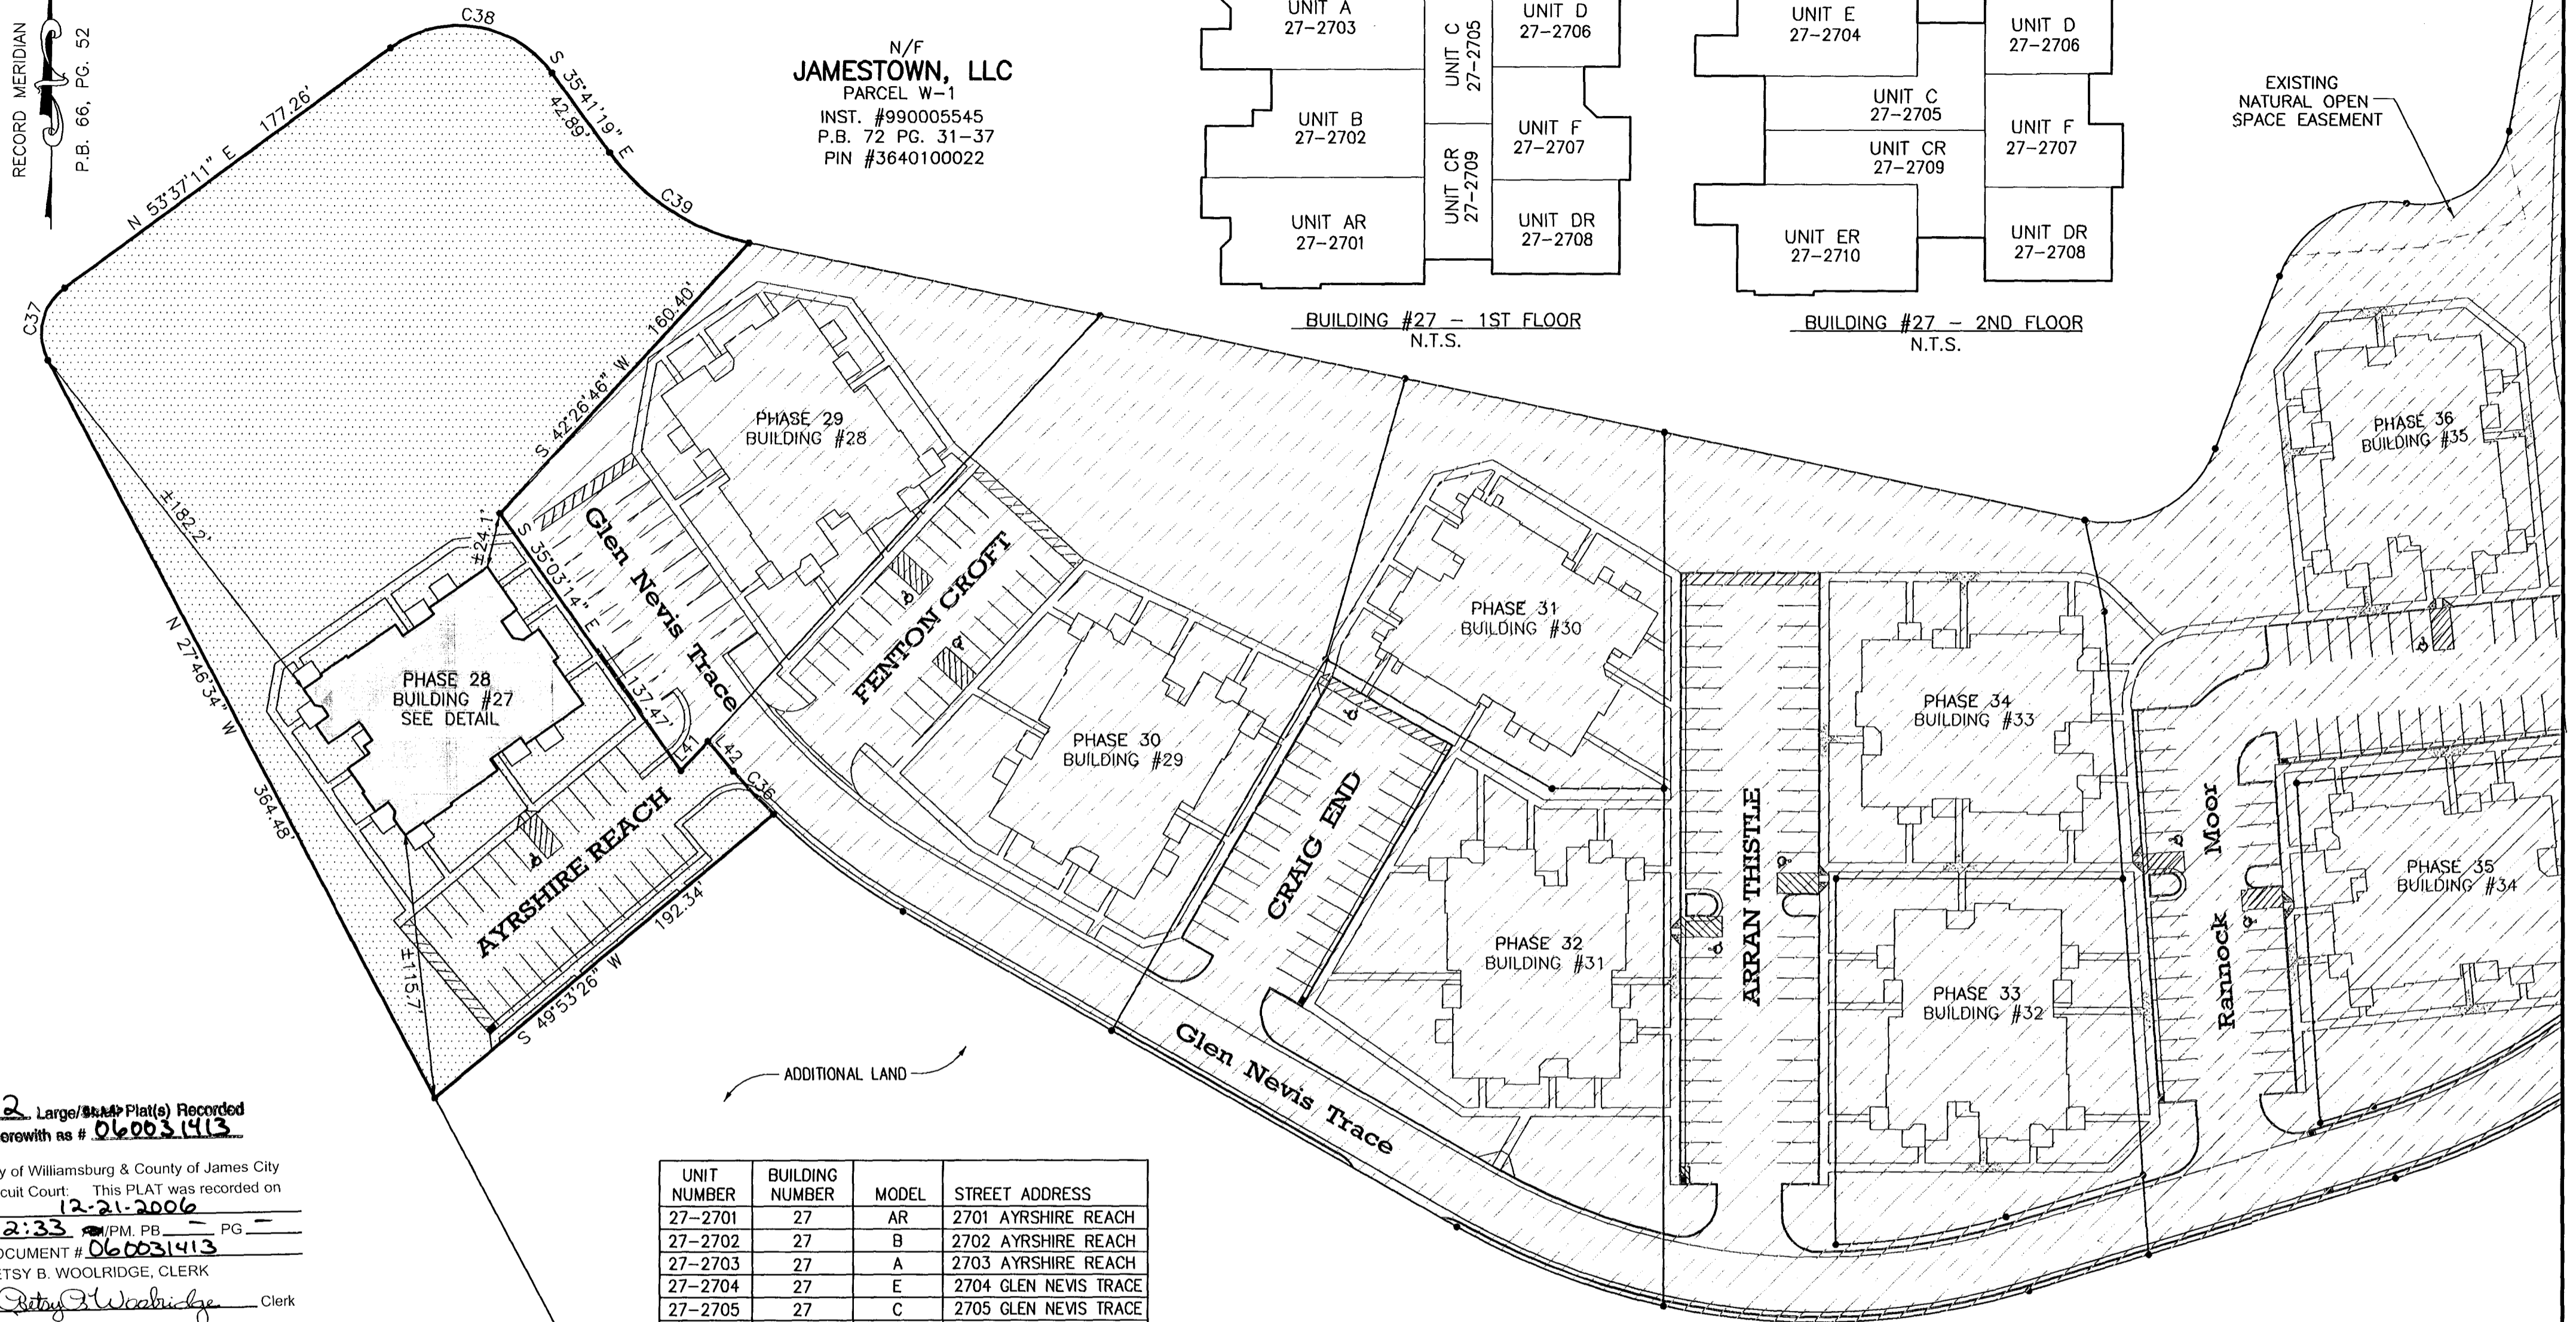 RECORD MERIDIAN
P.B. 66, PG. 52
C38
S 35°41'19" E
42.89'
177.26'
N 53°37'11" E
C39
C37
N/F
JAMESTOWN, LLC
PARCEL W-1
INST. #990005545
P.B. 72 PG. 31-37
PIN #3640100022
UNIT A
27-2703
UNIT C
27-2705
UNIT D
27-2706
UNIT B
27-2702
UNIT F
27-2707
UNIT CR
27-2709
UNIT AR
27-2701
UNIT DR
27-2708
BUILDING #27 - 1ST FLOOR
N.T.S.
UNIT E
27-2704
UNIT D
27-2706
UNIT C
27-2705
UNIT CR
27-2709
UNIT F
27-2707
UNIT ER
27-2710
UNIT DR
27-2708
BUILDING #27 - 2ND FLOOR
N.T.S.
EXISTING
NATURAL OPEN
SPACE EASEMENT
160.40'
S 42°26'46" W
±182.2'
±24.1'
S 35°03'14" E
137.47'
N 27°46'34" W
364.48'
L41
L42
C36
S 49°53'26" W
192.34'
±115.7'
PHASE 28
BUILDING #27
SEE DETAIL
AYRSHIRE REACH
Glen Nevis Trace
PHASE 29
BUILDING #28
FENTON CROFT
PHASE 30
BUILDING #29
CRAIG END
PHASE 31
BUILDING #30
PHASE 32
BUILDING #31
ARRAN THISTLE
PHASE 34
BUILDING #33
PHASE 33
BUILDING #32
Rannock Moor
PHASE 36
BUILDING #35
PHASE 35
BUILDING #34
Glen Nevis Trace
ADDITIONAL LAND
2 Large/Small Plat(s) Recorded
erewith as # 060031413
y of Williamsburg & County of James City
cuit Court: This PLAT was recorded on
12-21-2006
2:33 AM/PM. PB — PG —
OCUMENT # 060031413
ETSY B. WOOLRIDGE, CLERK
Betsy B Woolridge Clerk
UNIT NUMBER BUILDING NUMBER MODEL STREET ADDRESS
27-2701 27 AR 2701 AYRSHIRE REACH
27-2702 27 B 2702 AYRSHIRE REACH
27-2703 27 A 2703 AYRSHIRE REACH
27-2704 27 E 2704 GLEN NEVIS TRACE
27-2705 27 C 2705 GLEN NEVIS TRACE